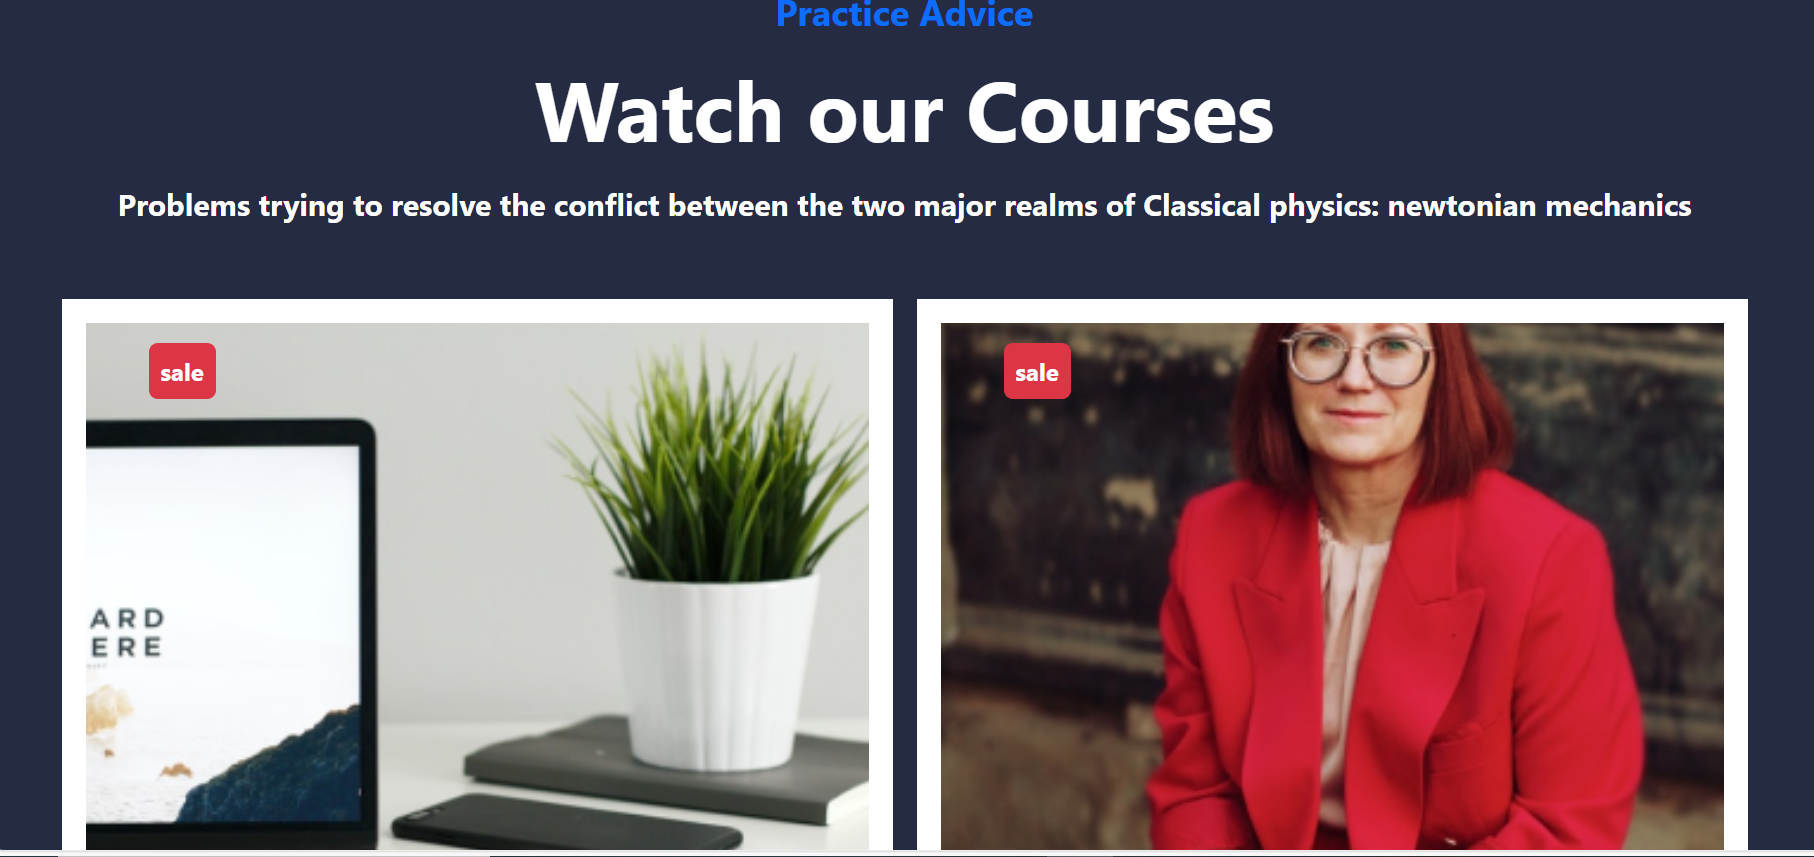 Practice Advice
Watch our Courses
Problems trying to resolve the conflict between the two major realms of Classical physics: newtonian mechanics
sale
sale
ARD
ERE